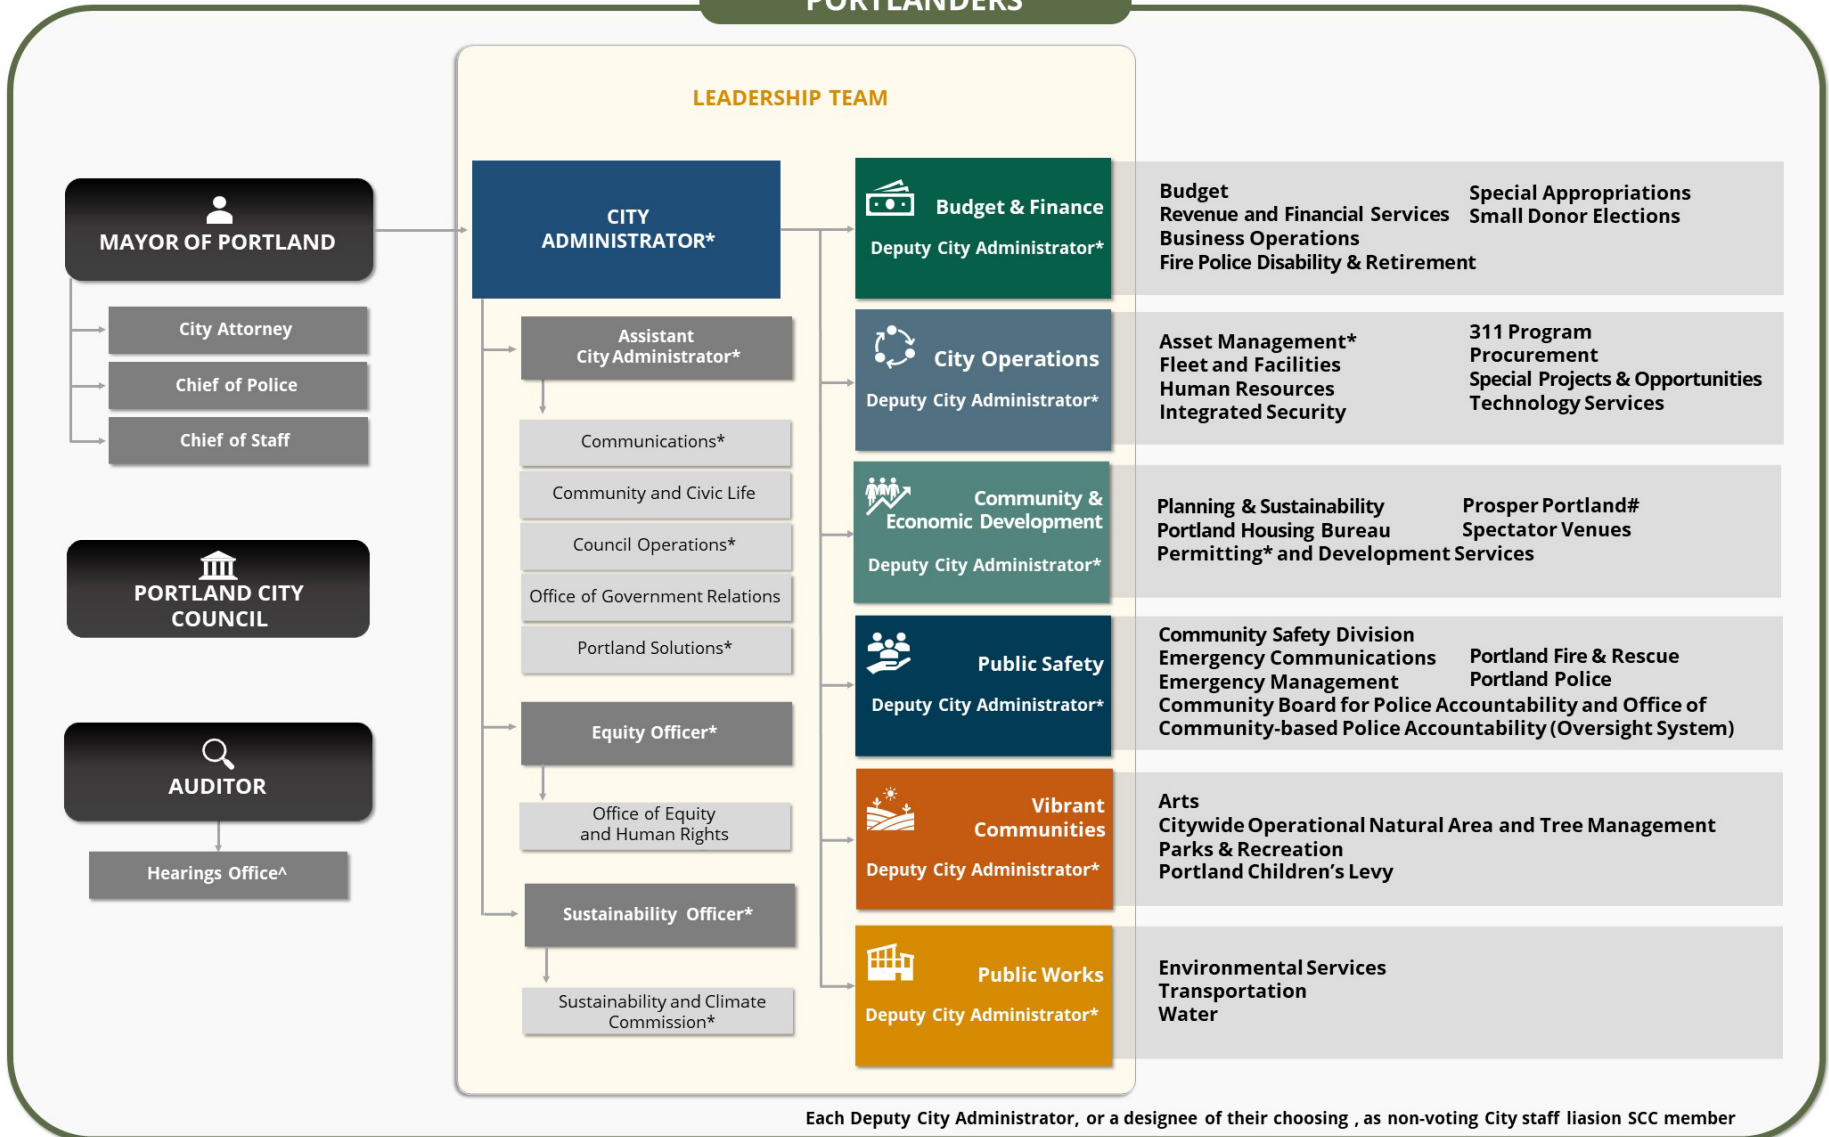 PORTLANDERS
LEADERSHIP TEAM
MAYOR OF PORTLAND
City Attorney
Chief of Police
Chief of Staff
PORTLAND CITY
COUNCIL
AUDITOR
Hearings Office^
CITY
ADMINISTRATOR*
Assistant
City Administrator*
Communications*
Community and Civic Life
Council Operations*
Office of Government Relations
Portland Solutions*
Equity Officer*
Office of Equity
and Human Rights
Sustainability Officer*
Sustainability and Climate
Commission*
Budget & Finance
Deputy City Administrator*
Budget
Revenue and Financial Services
Business Operations
Fire Police Disability & Retirement
Special Appropriations
Small Donor Elections
City Operations
Deputy City Administrator*
Asset Management*
Fleet and Facilities
Human Resources
Integrated Security
311 Program
Procurement
Special Projects & Opportunities
Technology Services
Community &
Economic Development
Deputy City Administrator*
Planning & Sustainability
Portland Housing Bureau
Permitting* and Development Services
Prosper Portland#
Spectator Venues
Public Safety
Deputy City Administrator*
Community Safety Division
Emergency Communications
Emergency Management
Portland Fire & Rescue
Portland Police
Community Board for Police Accountability and Office of
Community-based Police Accountability (Oversight System)
Vibrant
Communities
Deputy City Administrator*
Arts
Citywide Operational Natural Area and Tree Management
Parks & Recreation
Portland Children's Levy
Public Works
Deputy City Administrator*
Environmental Services
Transportation
Water
Each Deputy City Administrator, or a designee of their choosing , as non-voting City staff liasion SCC member